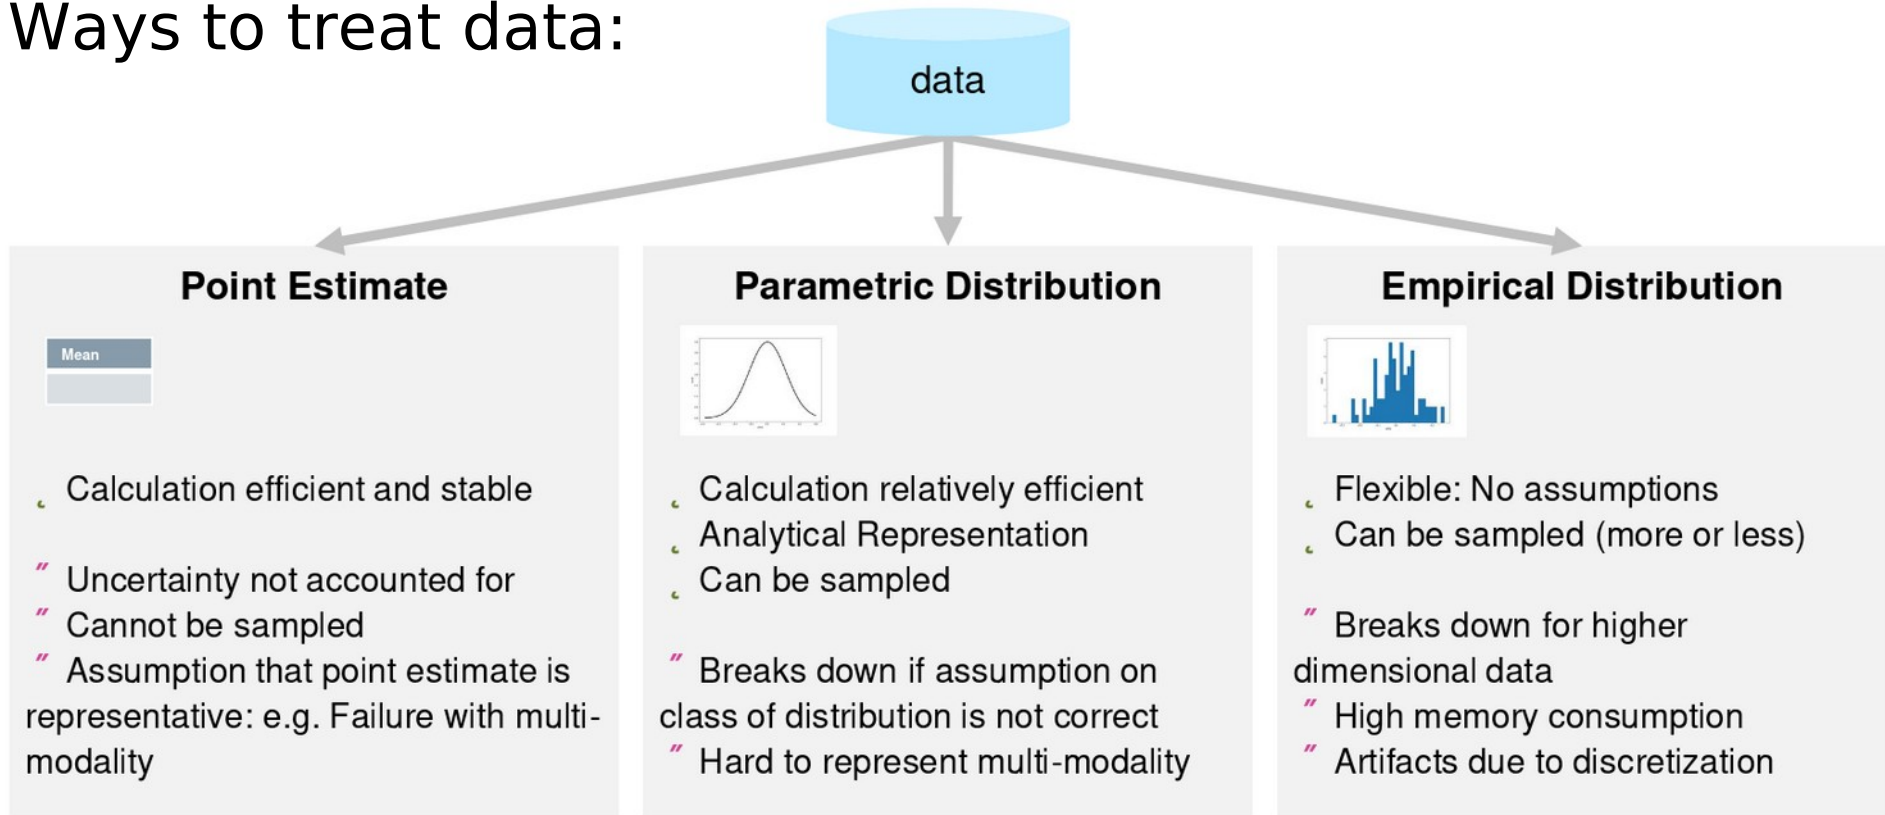 Ways to treat data:
data
Point Estimate
Mean
Calculation efficient and stable
Uncertainty not accounted for
Cannot be sampled
Assumption that point estimate is
representative: e.g. Failure with multi-
modality
Parametric Distribution
Calculation relatively efficient
Analytical Representation
Can be sampled
Breaks down if assumption on
class of distribution is not correct
Hard to represent multi-modality
Empirical Distribution
Flexible: No assumptions
Can be sampled (more or less)
Breaks down for higher
dimensional data
High memory consumption
Artifacts due to discretization